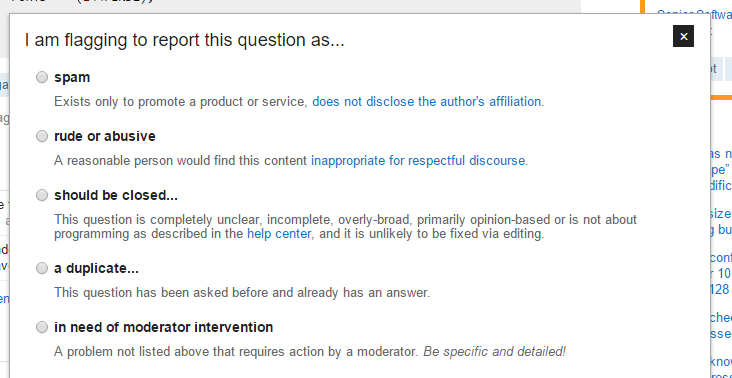 I am flagging to report this question as...
spam
Exists only to promote a product or service, does not disclose the author's affiliation.
rude or abusive
A reasonable person would find this content inappropriate for respectful discourse.
should be closed...
This question is completely unclear, incomplete, overly-broad, primarily opinion-based or is not about
programming as described in the help center, and it is unlikely to be fixed via editing.
a duplicate...
This question has been asked before and already has an answer.
in need of moderator intervention
A problem not listed above that requires action by a moderator. Be specific and detailed!